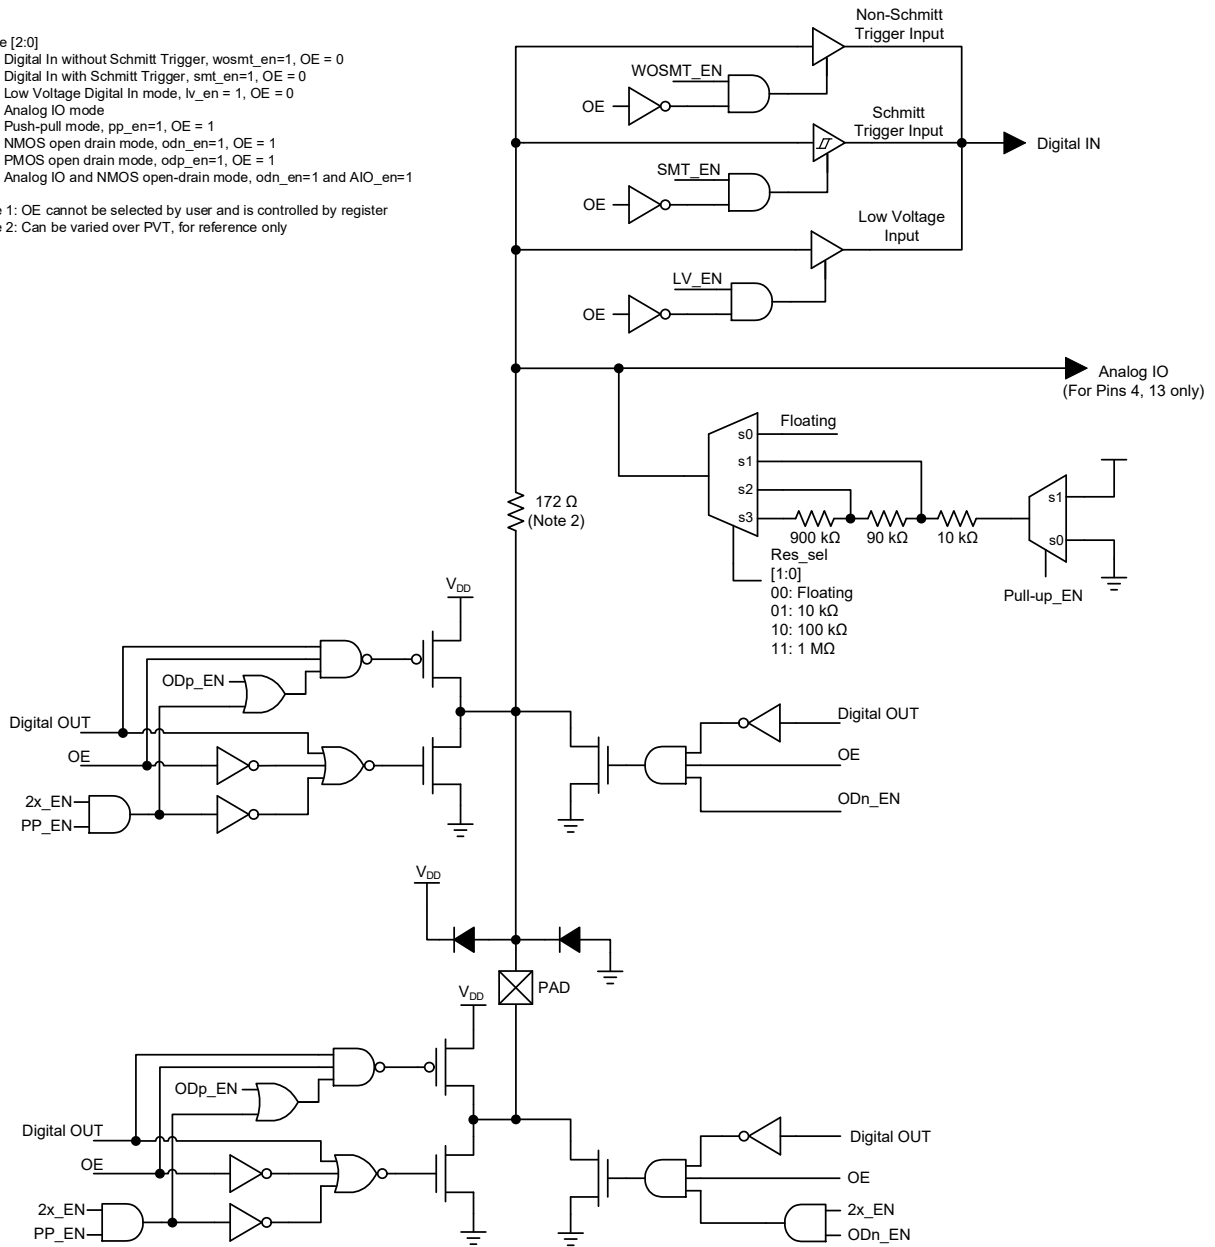 e [2:0]
Digital In without Schmitt Trigger, wosmt_en=1, OE = 0
Digital In with Schmitt Trigger, smt_en=1, OE = 0
Low Voltage Digital In mode, lv_en = 1, OE = 0
Analog IO mode
Push-pull mode, pp_en=1, OE = 1
NMOS open drain mode, odn_en=1, OE = 1
PMOS open drain mode, odp_en=1, OE = 1
Analog IO and NMOS open-drain mode, odn_en=1 and AIO_en=1
e 1: OE cannot be selected by user and is controlled by register
e 2: Can be varied over PVT, for reference only
Non-Schmitt
Trigger Input
WOSMT_EN
OE
Schmitt
Trigger Input
Digital IN
SMT_EN
OE
Low Voltage
Input
LV_EN
OE
Analog IO
(For Pins 4, 13 only)
Floating
s0
s1
s2
s3
900 kΩ
90 kΩ
10 kΩ
s1
s0
Pull-up_EN
Res_sel
[1:0]
00: Floating
01: 10 kΩ
10: 100 kΩ
11: 1 MΩ
172 Ω
(Note 2)
VDD
ODp_EN
Digital OUT
OE
2x_EN
PP_EN
Digital OUT
OE
ODn_EN
VDD
PAD
VDD
ODp_EN
Digital OUT
OE
2x_EN
PP_EN
Digital OUT
OE
2x_EN
ODn_EN